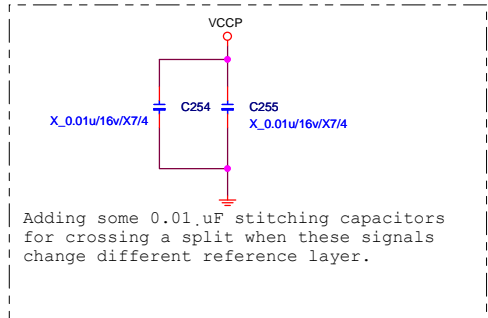 VCCP
C254
C255
X_0.01u/16v/X7/4
X_0.01u/16v/X7/4
Adding some 0.01 uF stitching capacitors
for crossing a split when these signals
change different reference layer.